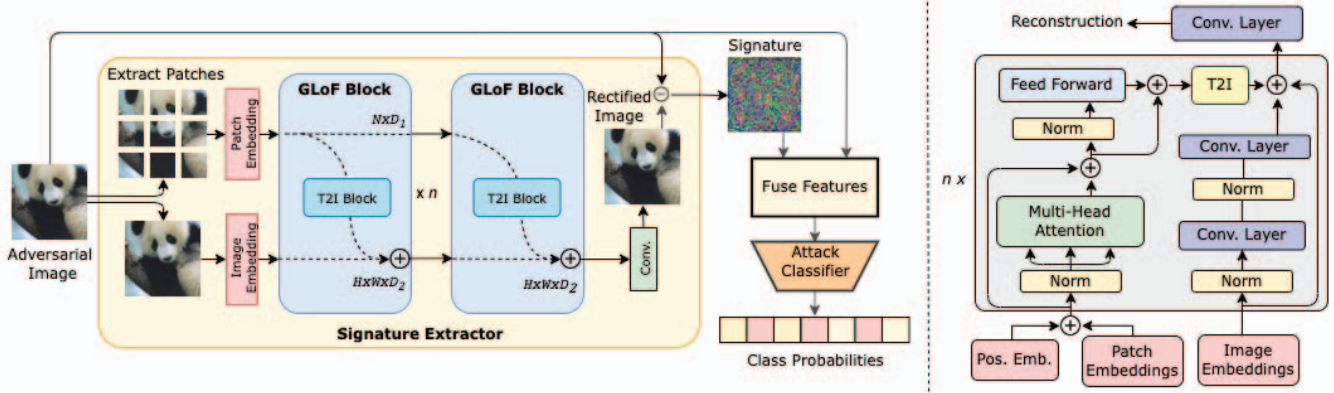 Extract Patches
Adversarial
Image
Patch
Embedding
Image
Embedding
GLoF Block
NxD1
T2I Block
HxWxD2
x n
GLoF Block
T2I Block
HxWxD2
Conv.
Rectified
Image
Signature Extractor
Signature
Fuse Features
Attack
Classifier
Class Probabilities
Reconstruction
Conv. Layer
n x
Feed Forward
T2I
Norm
Multi-Head
Attention
Norm
Conv. Layer
Norm
Conv. Layer
Norm
Pos. Emb.
Patch
Embeddings
Image
Embeddings